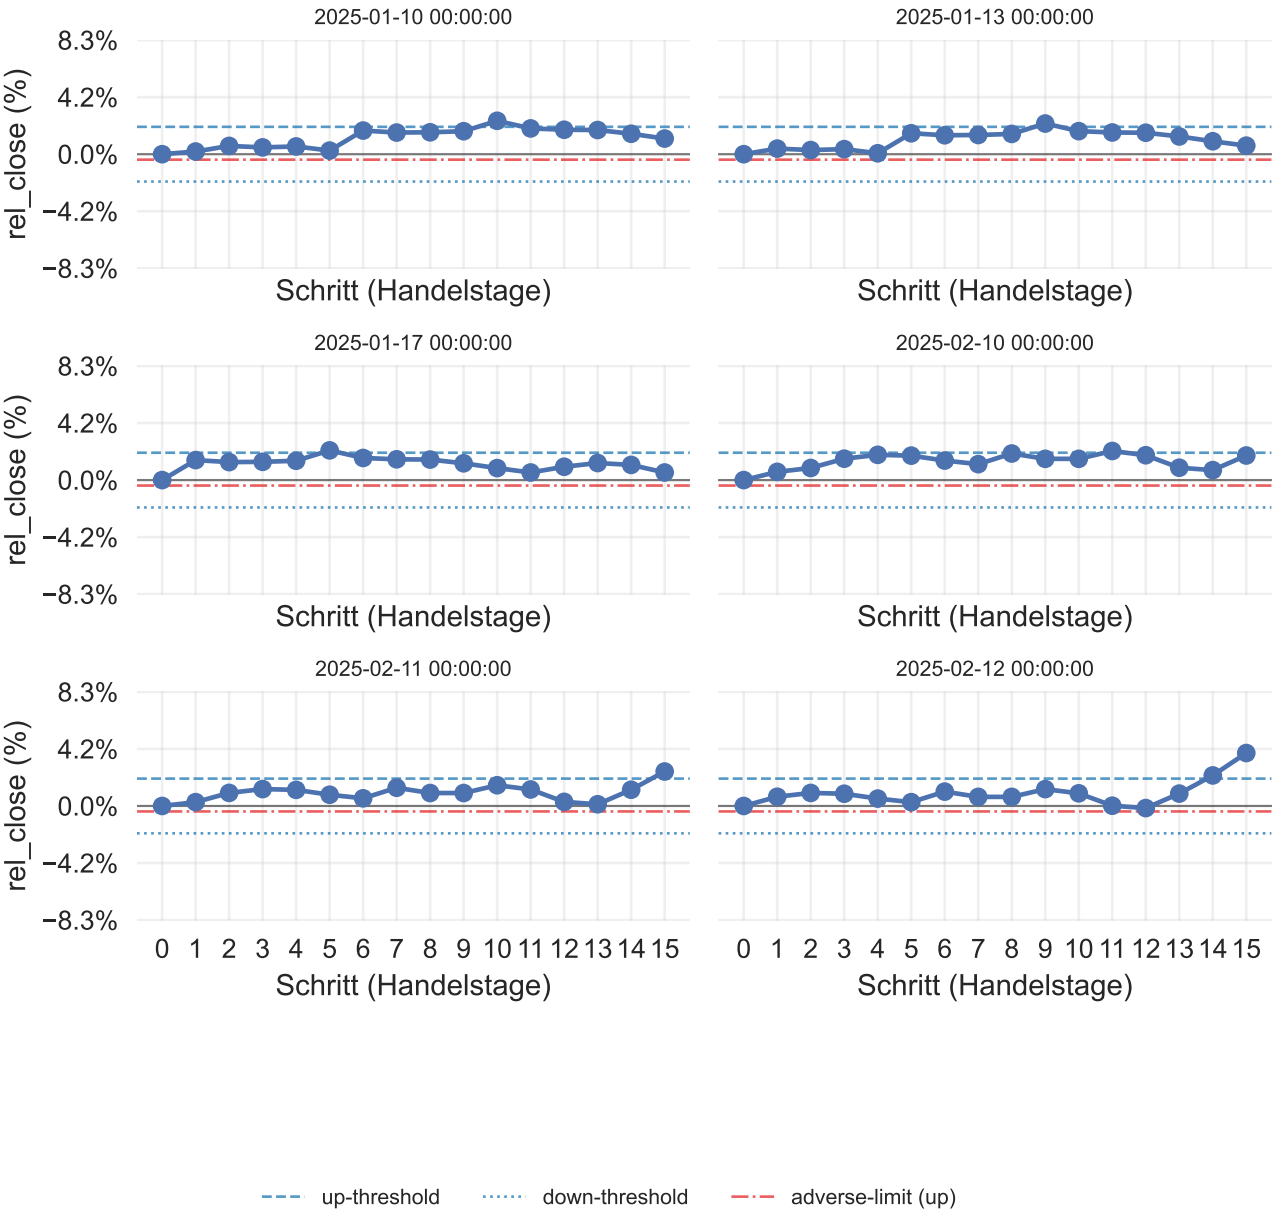 2025-01-10 00:00:00
2025-01-13 00:00:00
8.3%
4.2%
0.0%
−4.2%
−8.3%
rel_close (%)
Schritt (Handelstage)
Schritt (Handelstage)
2025-01-17 00:00:00
2025-02-10 00:00:00
8.3%
4.2%
0.0%
−4.2%
−8.3%
rel_close (%)
Schritt (Handelstage)
Schritt (Handelstage)
2025-02-11 00:00:00
2025-02-12 00:00:00
8.3%
4.2%
0.0%
−4.2%
−8.3%
rel_close (%)
0 1 2 3 4 5 6 7 8 9 10 11 12 13 14 15
0 1 2 3 4 5 6 7 8 9 10 11 12 13 14 15
Schritt (Handelstage)
Schritt (Handelstage)
up-threshold
down-threshold
adverse-limit (up)